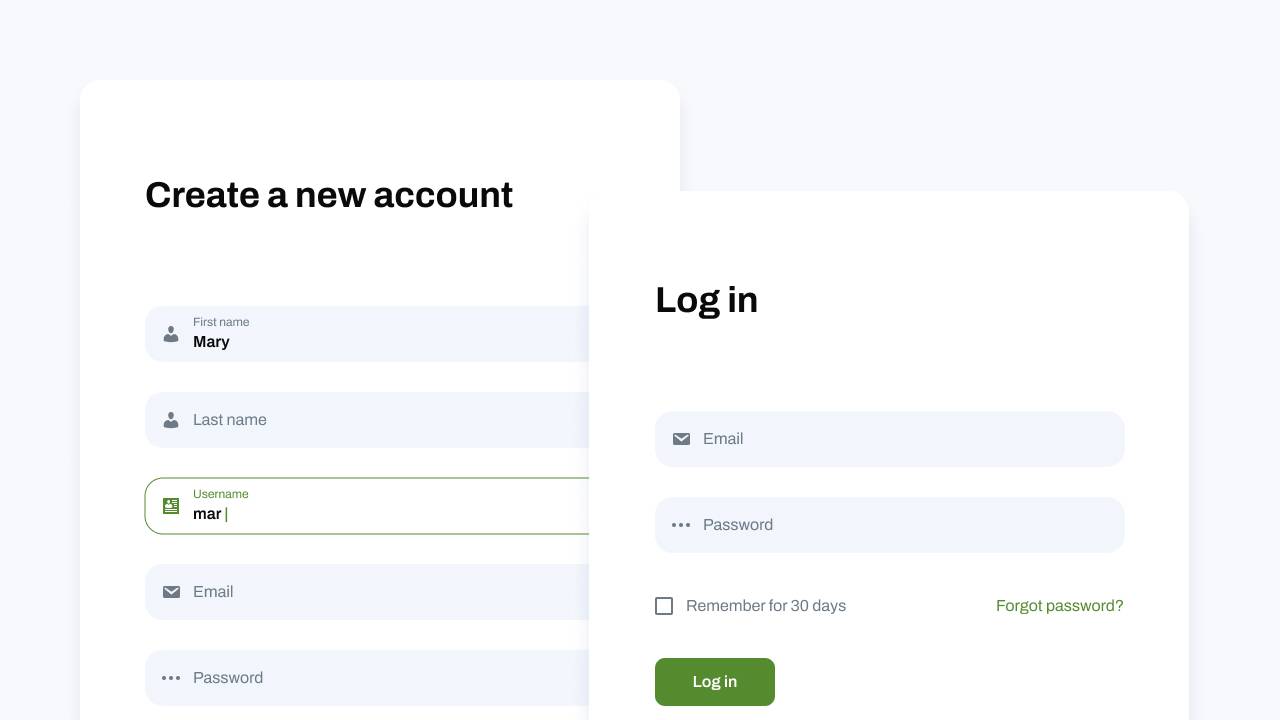 Create a new account
First name
Mary
Last name
Username
mar
Email
Password
Log in
Email
Password
Remember for 30 days
Forgot password?
Log in